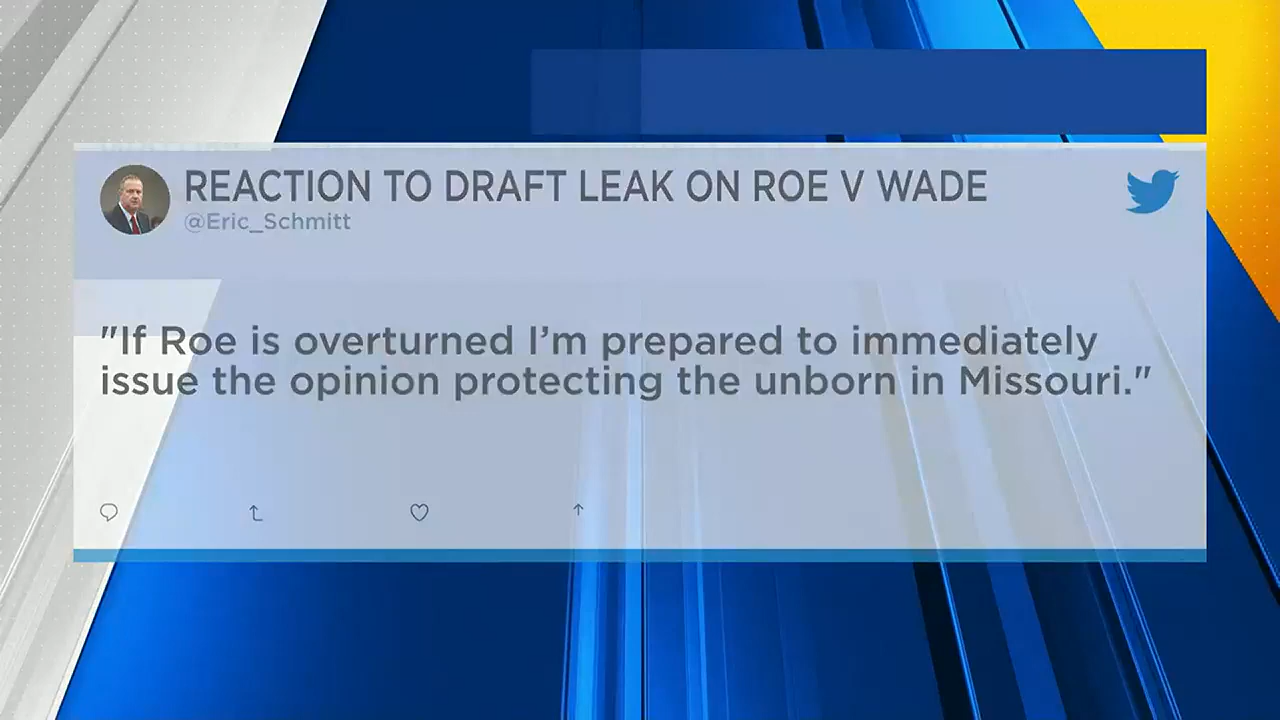 REACTION TO DRAFT LEAK ON ROE V WADE
@Eric_Schmitt
"If Roe is overturned I’m prepared to immediately
issue the opinion protecting the unborn in Missouri."